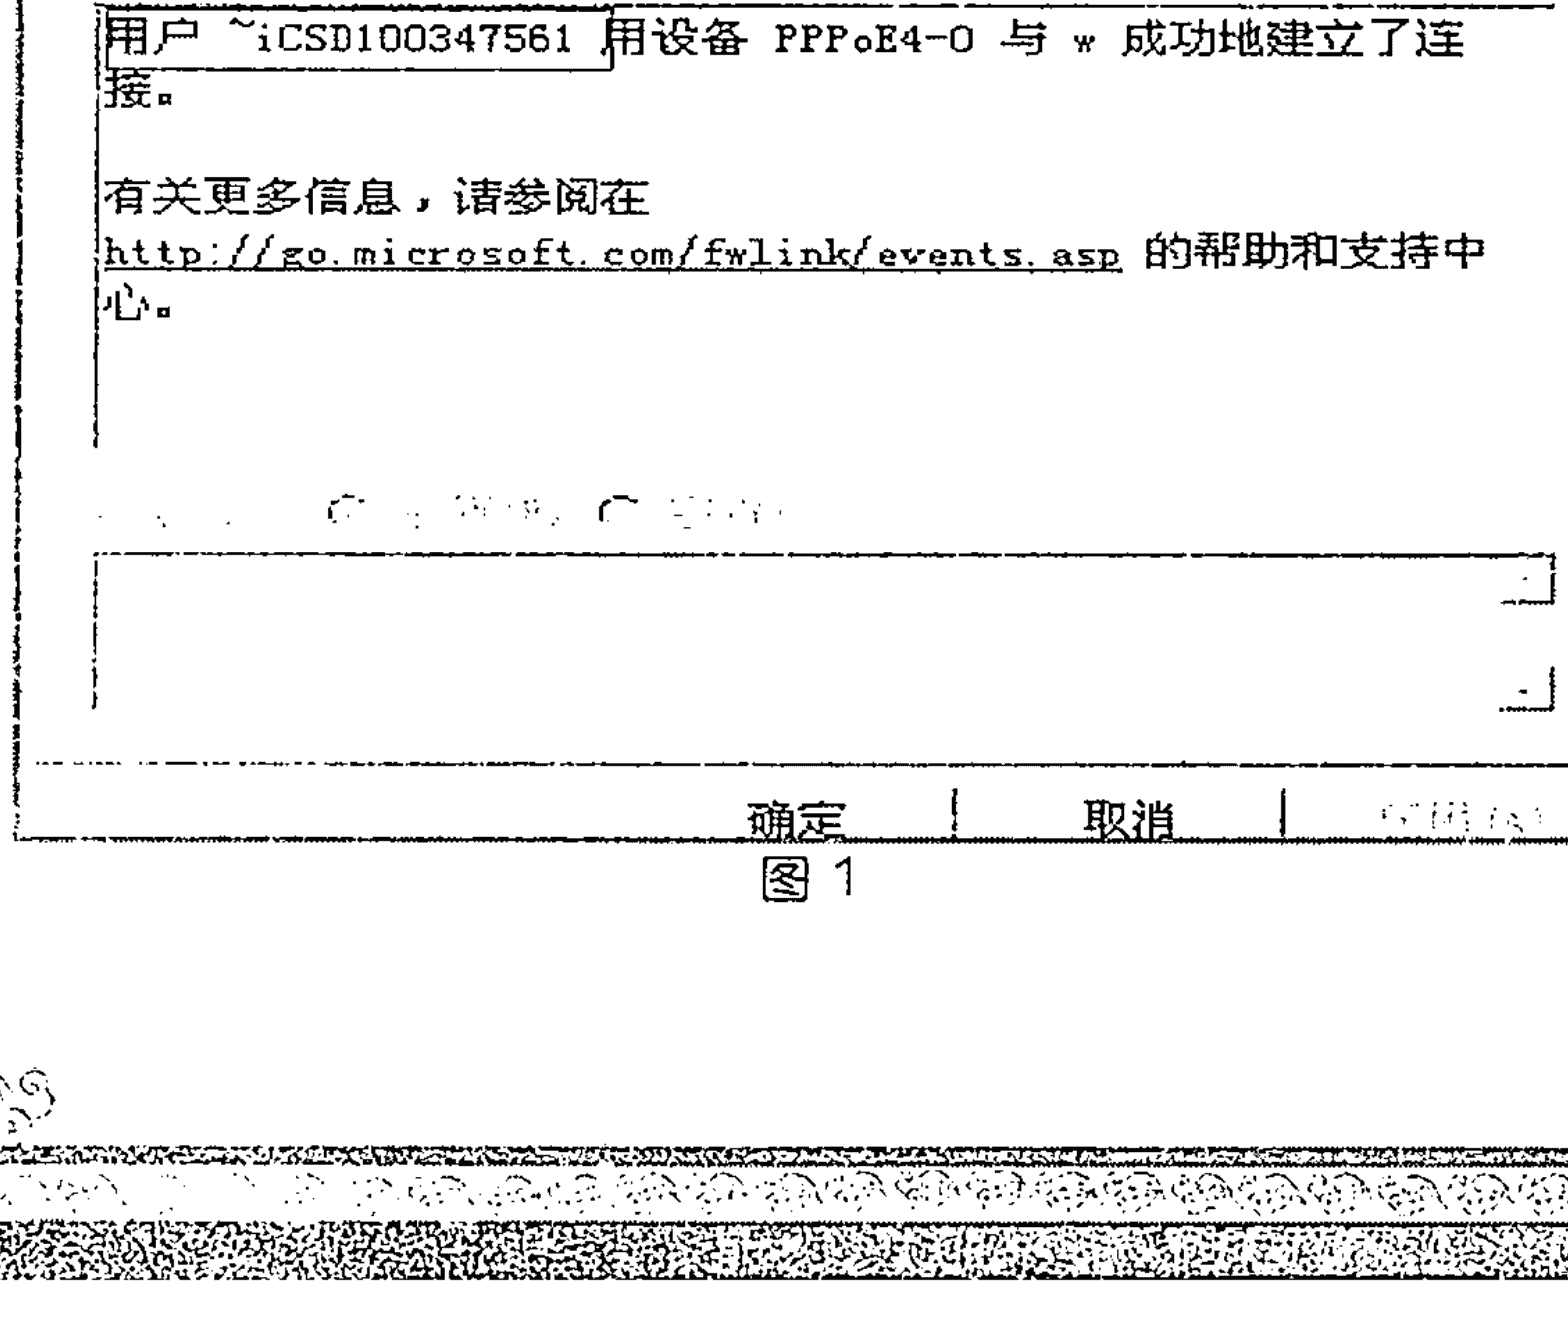 用户 ~iCSD100347561 用设备 PPPoE4-0 与 w 成功地建立了连
接。
有关更多信息，请参阅在
http://go.microsoft.com/fwlink/events.asp 的帮助和支持中
心。
确定 取消
图 1